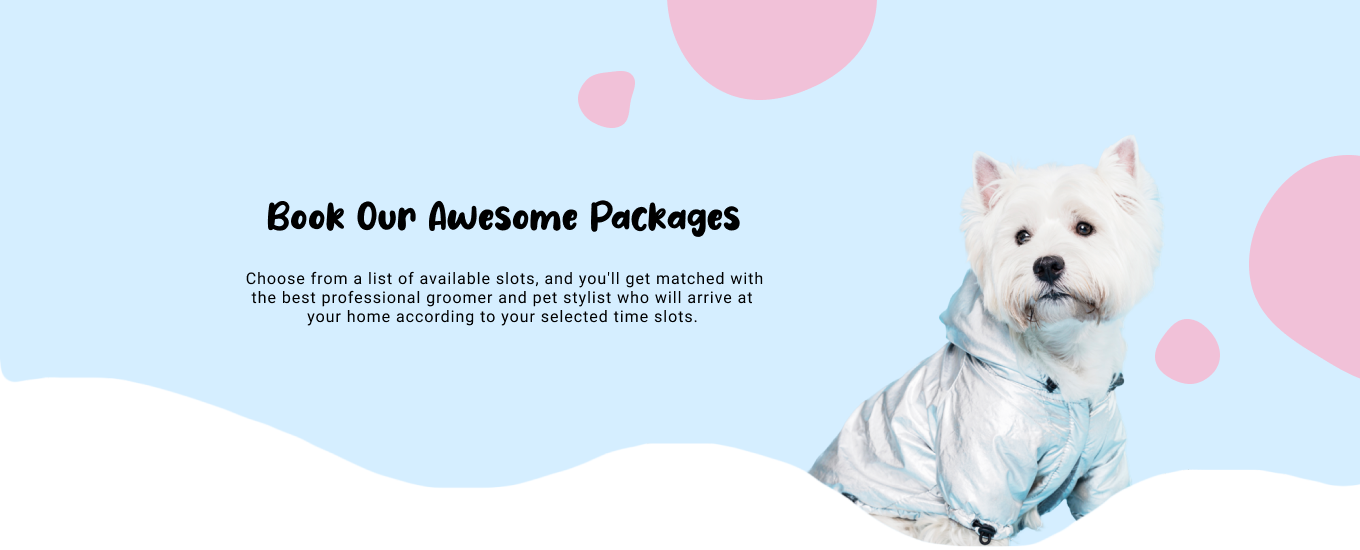 Book Our Awesome Packages
Choose from a list of available slots, and you'll get matched with
the best professional groomer and pet stylist who will arrive at
your home according to your selected time slots.